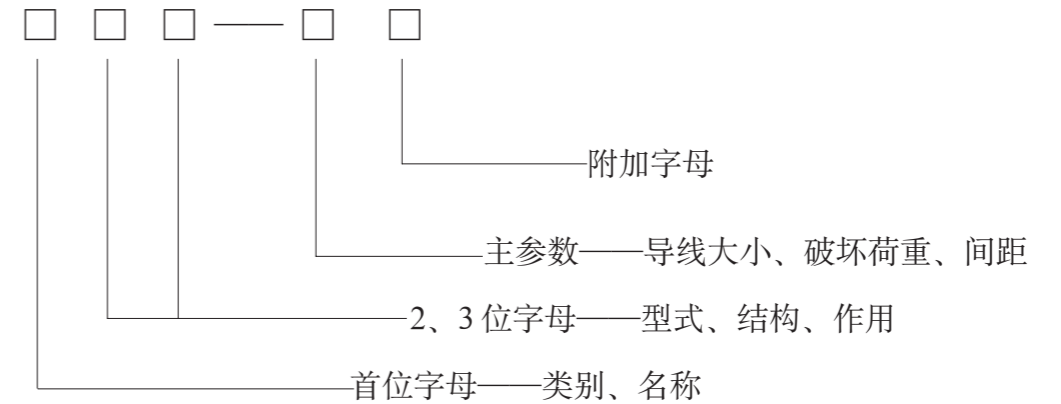 □ □ □ —— □ □
附加字母
主参数——导线大小、破坏荷重、间距
2、3 位字母——型式、结构、作用
首位字母——类别、名称